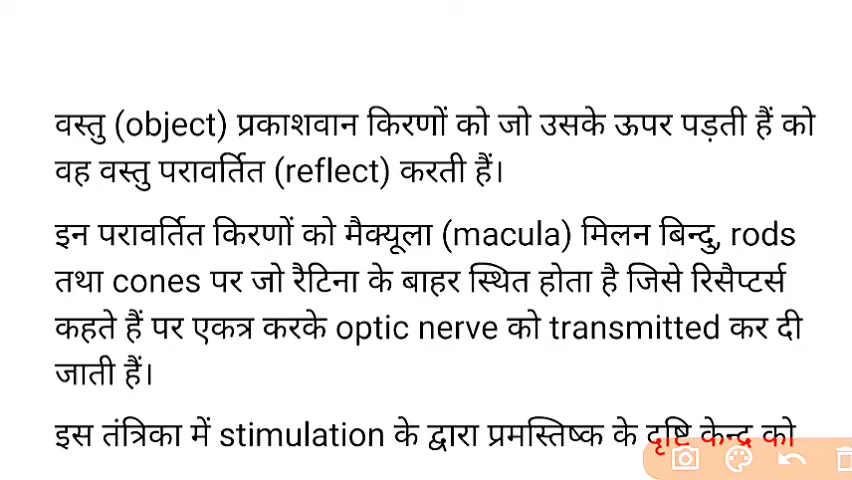 वस्तु (object) प्रकाशवान किरणों को जो उसके ऊपर पड़ती हैं को
वह वस्तु परावर्तित (reflect) करती हैं।
इन परावर्तित किरणों को मैक्यूला (macula) मिलन बिन्दु, rods
तथा cones पर जो रैटिना के बाहर स्थित होता है जिसे रिसैप्टर्स
कहते हैं पर एकत्र करके optic nerve को transmitted कर दी
जाती हैं।
इस तंत्रिका में stimulation के द्वारा प्रमस्तिष्क के दृष्टि केन्द्र को